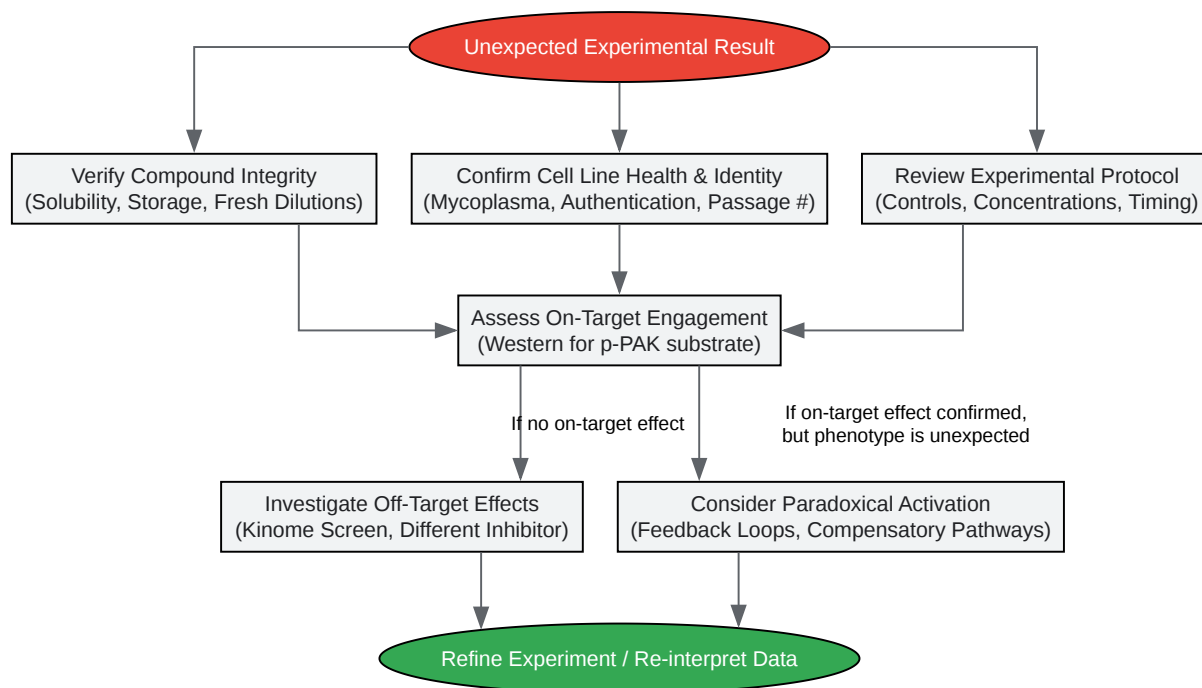 Unexpected Experimental Result
Verify Compound Integrity
(Solubility, Storage, Fresh Dilutions)
Confirm Cell Line Health & Identity
(Mycoplasma, Authentication, Passage #)
Review Experimental Protocol
(Controls, Concentrations, Timing)
Assess On-Target Engagement
(Western for p-PAK substrate)
If no on-target effect
If on-target effect confirmed,
but phenotype is unexpected
Investigate Off-Target Effects
(Kinome Screen, Different Inhibitor)
Consider Paradoxical Activation
(Feedback Loops, Compensatory Pathways)
Refine Experiment / Re-interpret Data